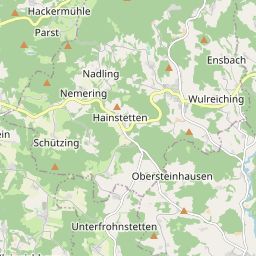 Hackermühle
Parst
Ensbach
Nadling
Nemering
Wulreiching
Hainstetten
Schützing
Obersteinhausen
Unterfrohnstetten